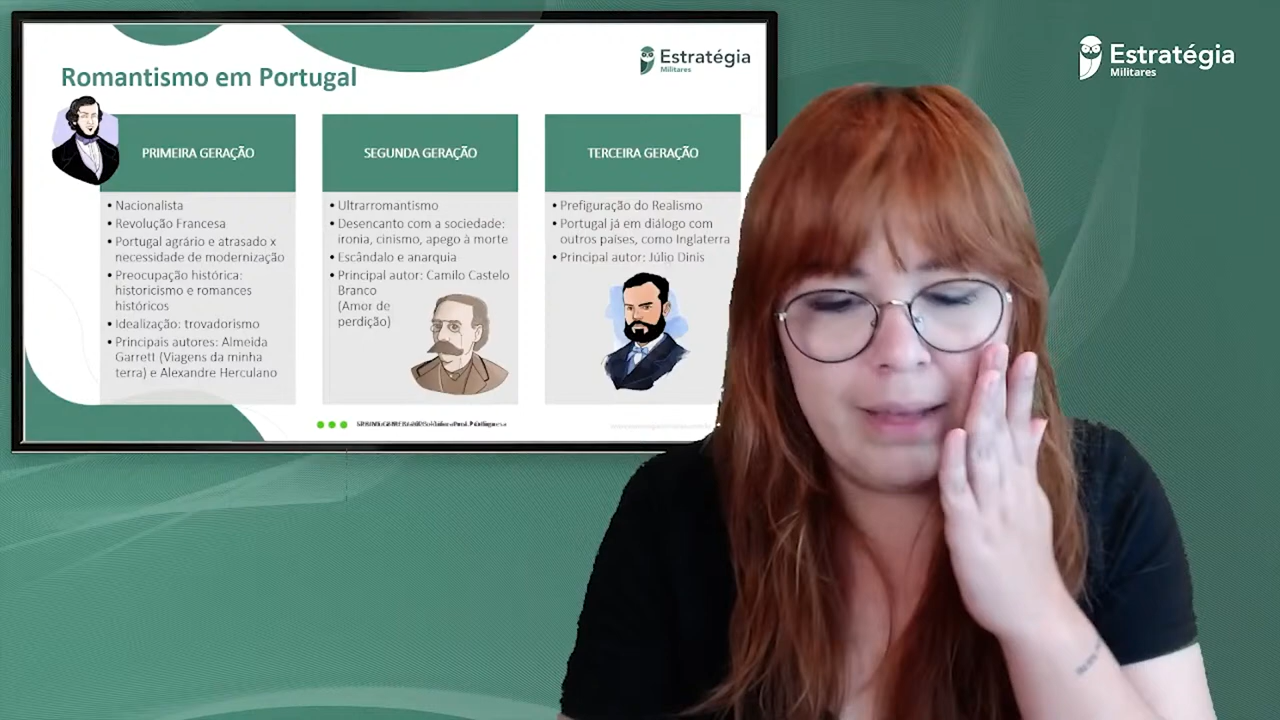 Romantismo em Portugal
Estratégia
Militares
Estratégia
Militares
PRIMEIRA GERAÇÃO
• Nacionalista
• Revolução Francesa
• Portugal agrário e atrasado x
necessidade de modernização
• Preocupação histórica:
historicismo e romances
históricos
• Idealização: trovadorismo
• Principais autores: Almeida
Garrett (Viagens da minha
terra) e Alexandre Herculano
SEGUNDA GERAÇÃO
• Ultrarromantismo
• Desencanto com a sociedade:
ironia, cinismo, apego à morte
• Escândalo e anarquia
• Principal autor: Camilo Castelo
Branco
(Amor de
perdição)
TERCEIRA GERAÇÃO
• Prefiguração do Realismo
• Portugal já em diálogo com
outros países, como Inglaterra
• Principal autor: Júlio Dinis